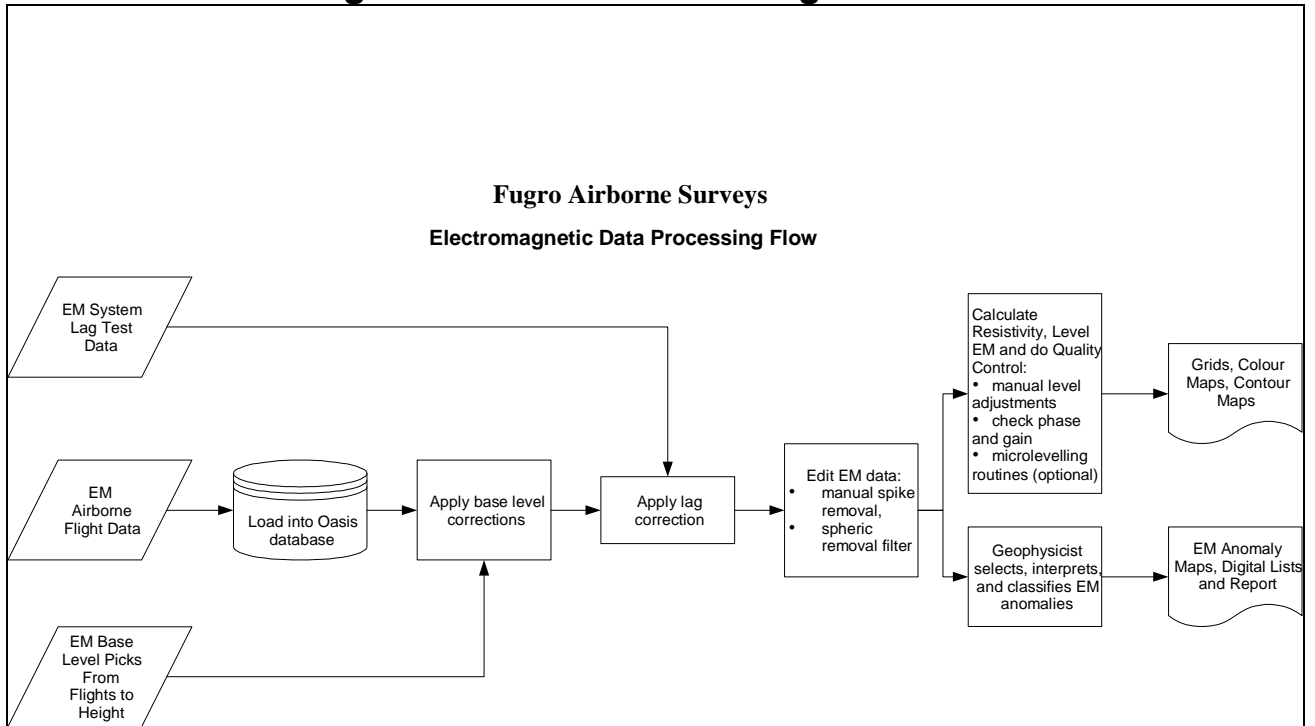 Fugro Airborne Surveys
Electromagnetic Data Processing Flow
EM System
Lag Test
Data
EM
Airborne
Flight Data
Load into Oasis
database
Apply base level
corrections
Apply lag
correction
EM Base
Level Picks
From
Flights to
Height
Edit EM data:
• manual spike
removal,
• spheric
removal filter
Calculate
Resistivity, Level
EM and do Quality
Control:
• manual level
adjustments
• check phase
and gain
• microlevelling
routines (optional)
Grids, Colour
Maps, Contour
Maps
Geophysicist
selects, interprets,
and classifies EM
anomalies
EM Anomaly
Maps, Digital Lists
and Report